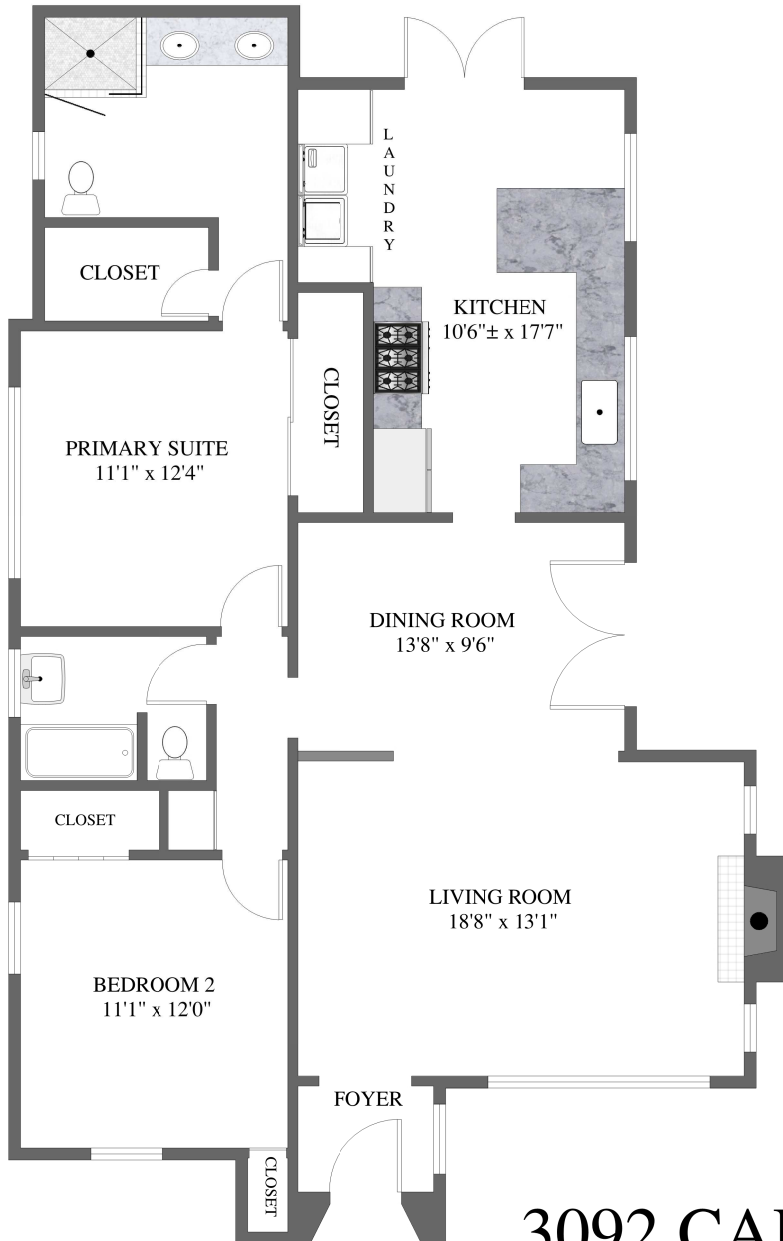 LAUNDRY
CLOSET
KITCHEN
10'6"± x 17'7"
CLOSET
PRIMARY SUITE
11'1" x 12'4"
DINING ROOM
13'8" x 9'6"
CLOSET
LIVING ROOM
18'8" x 13'1"
BEDROOM 2
11'1" x 12'0"
FOYER
CLOSET
3092